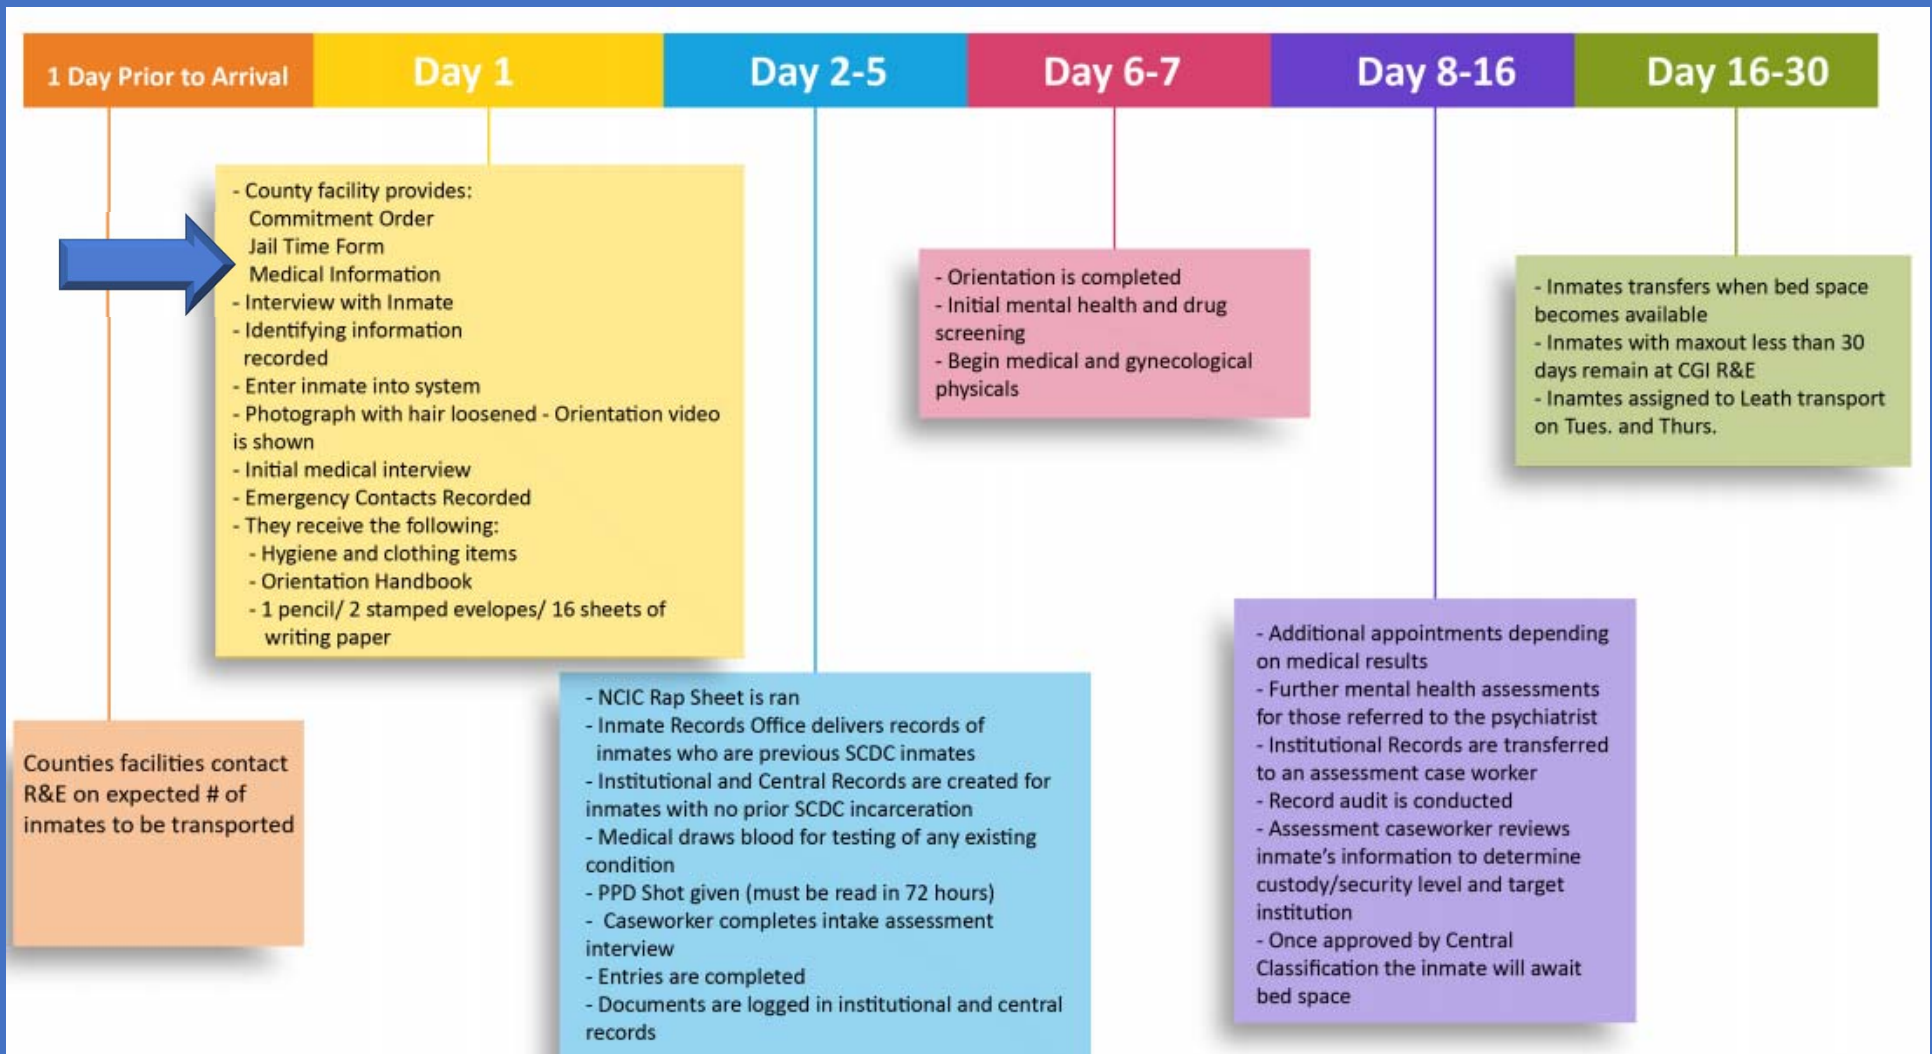 1 Day Prior to Arrival
Day 1
Day 2-5
Day 6-7
Day 8-16
Day 16-30
Counties facilities contact
R&E on expected # of
inmates to be transported
- County facility provides:
Commitment Order
Jail Time Form
Medical Information
- Interview with Inmate
- Identifying information
recorded
- Enter inmate into system
- Photograph with hair loosened - Orientation video
is shown
- Initial medical interview
- Emergency Contacts Recorded
- They receive the following:
- Hygiene and clothing items
- Orientation Handbook
- 1 pencil/ 2 stamped evelopes/ 16 sheets of
writing paper
- NCIC Rap Sheet is ran
- Inmate Records Office delivers records of
inmates who are previous SCDC inmates
- Institutional and Central Records are created for
inmates with no prior SCDC incarceration
- Medical draws blood for testing of any existing
condition
- PPD Shot given (must be read in 72 hours)
- Caseworker completes intake assessment
interview
- Entries are completed
- Documents are logged in institutional and central
records
- Orientation is completed
- Initial mental health and drug
screening
- Begin medical and gynecological
physicals
- Additional appointments depending
on medical results
- Further mental health assessments
for those referred to the psychiatrist
- Institutional Records are transferred
to an assessment case worker
- Record audit is conducted
- Assessment caseworker reviews
inmate's information to determine
custody/security level and target
institution
- Once approved by Central
Classification the inmate will await
bed space
- Inmates transfers when bed space
becomes available
- Inmates with maxout less than 30
days remain at CGI R&E
- Inamtes assigned to Leath transport
on Tues. and Thurs.